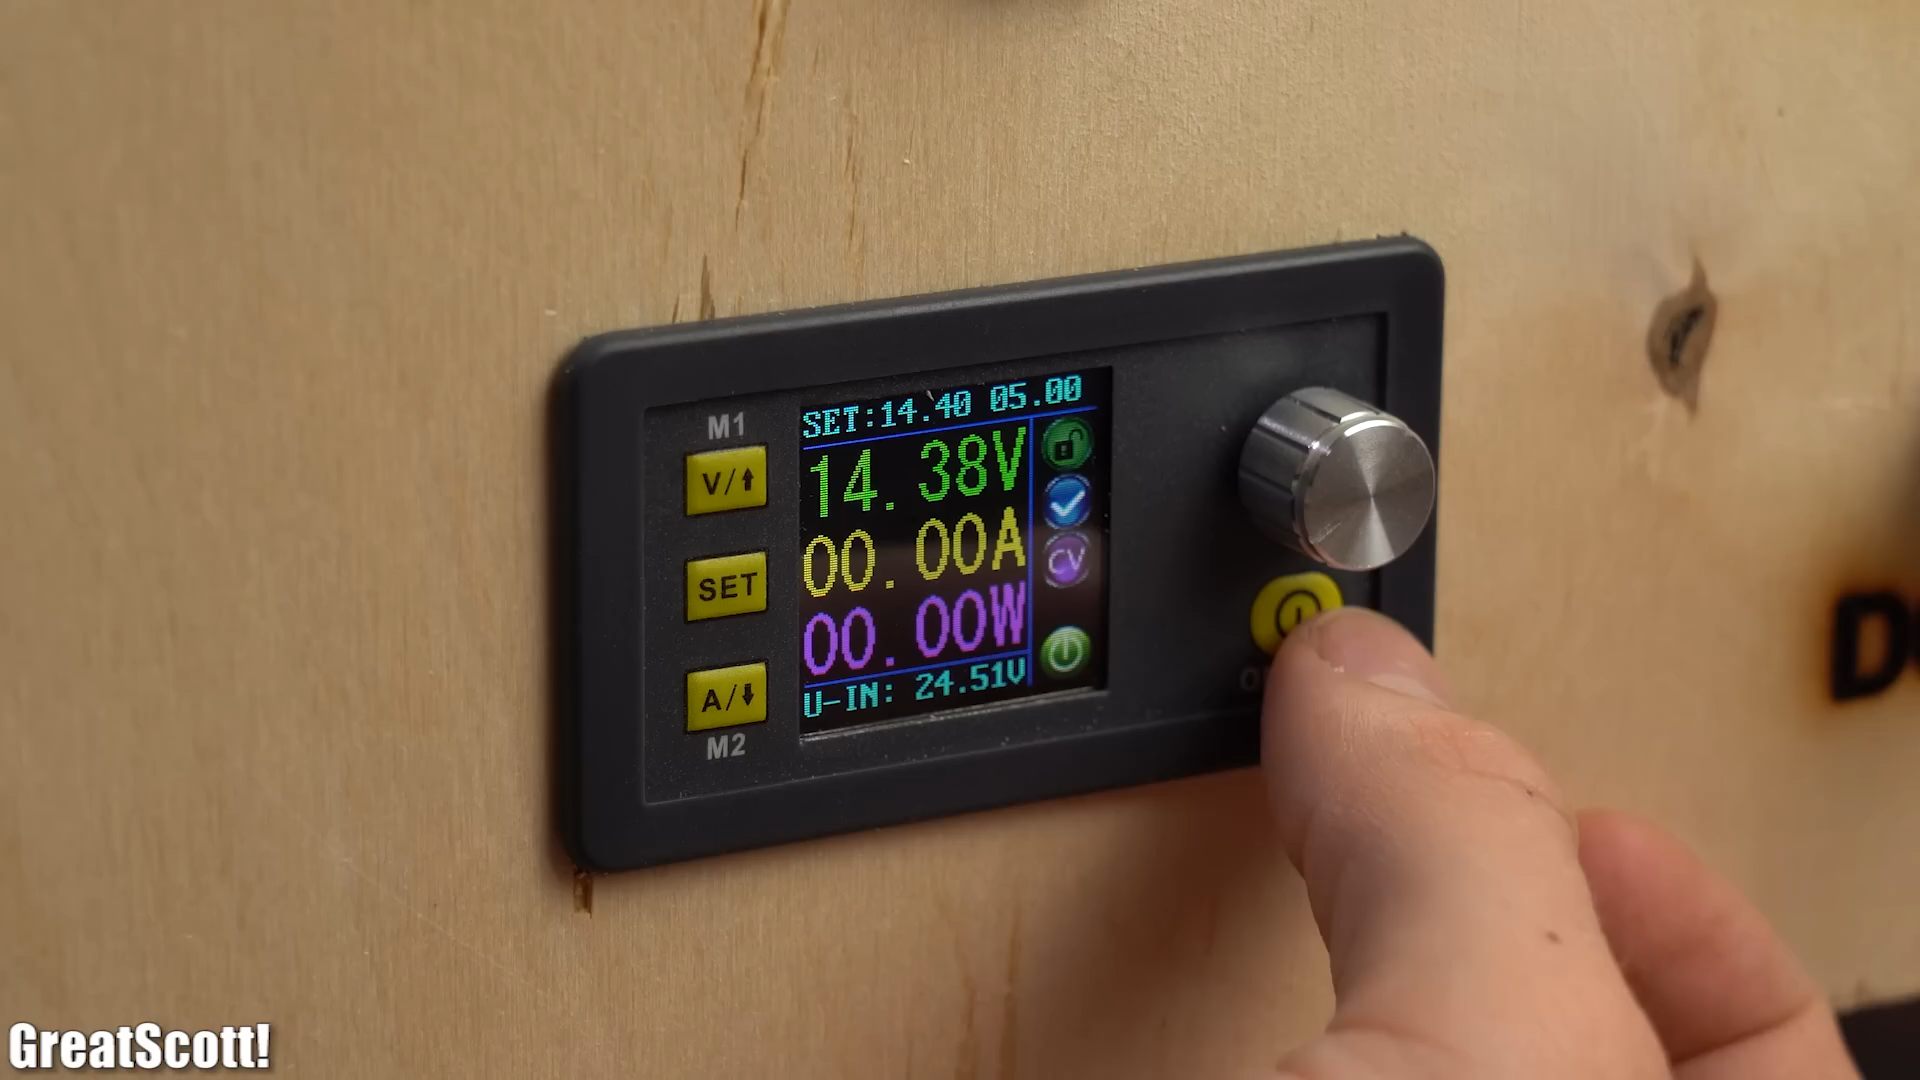 M1
V/⬆
SET
A/⬇
M2
SET:14.40 05.00
14.38V
00.00A
00.00W
U-IN: 24.51V
CV
GreatScott!